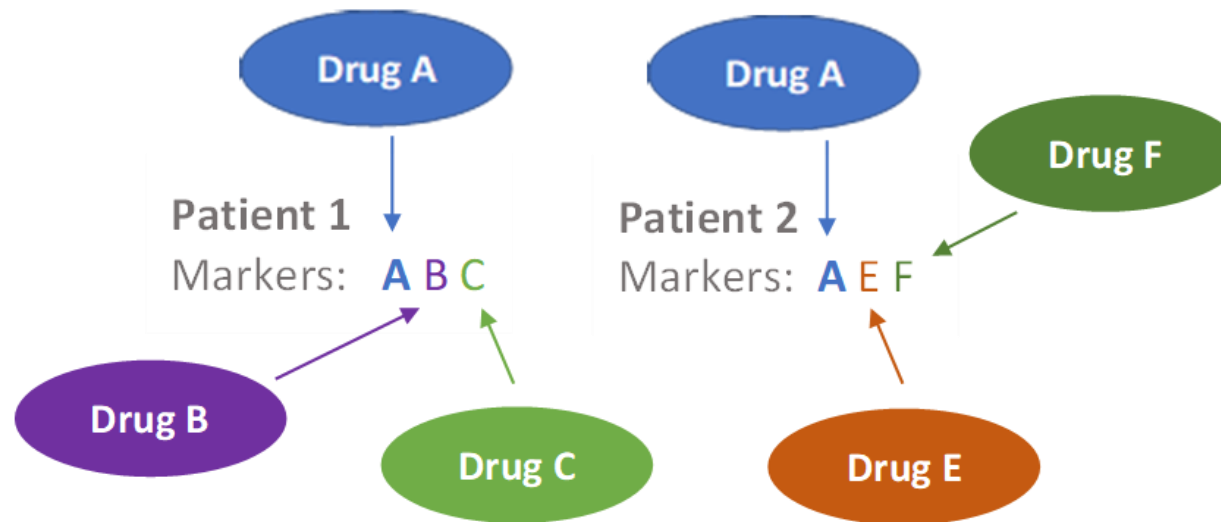 Drug A
Drug A
Drug F
Patient 1
Markers: A B C
Patient 2
Markers: A E F
Drug B
Drug C
Drug E